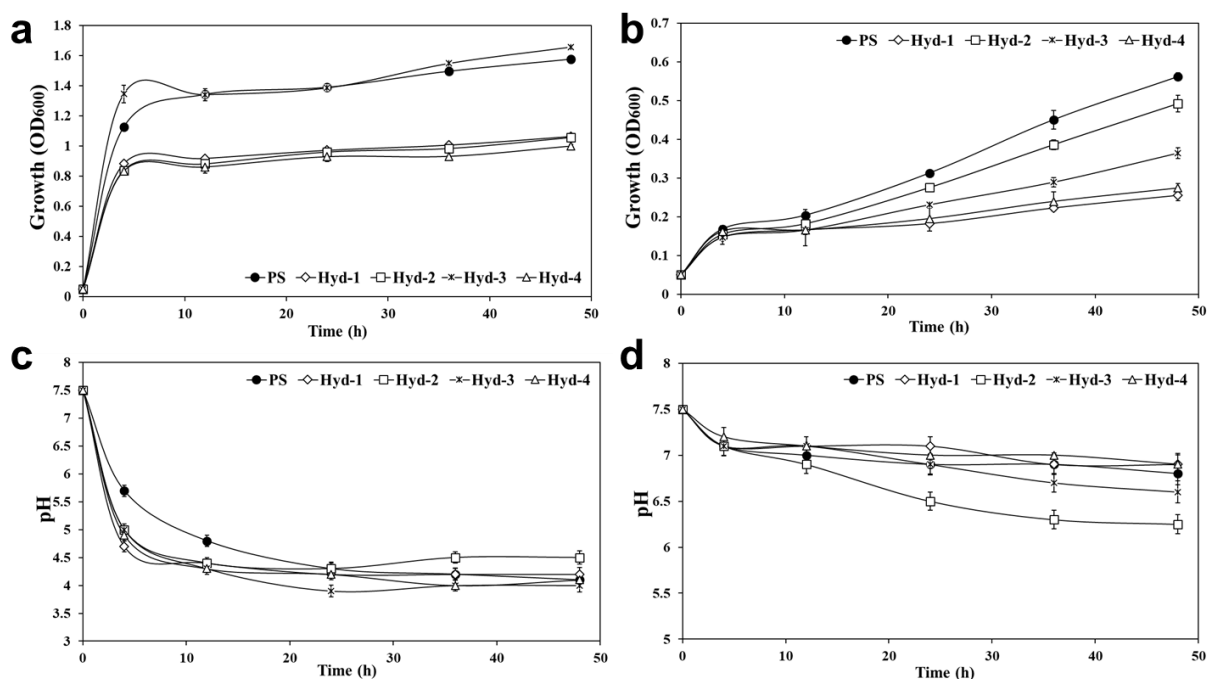 a
Growth (OD600)
1.8
1.6
1.4
1.2
1
0.8
0.6
0.4
0.2
0
PS Hyd-1 Hyd-2 Hyd-3 Hyd-4
0 10 20 30 40 50
Time (h)
b
Growth (OD600)
0.7
0.6
0.5
0.4
0.3
0.2
0.1
0
PS Hyd-1 Hyd-2 Hyd-3 Hyd-4
0 10 20 30 40 50
Time (h)
c
pH
8
7.5
7
6.5
6
5.5
5
4.5
4
3.5
3
PS Hyd-1 Hyd-2 Hyd-3 Hyd-4
0 10 20 30 40 50
Time (h)
d
pH
8
7.5
7
6.5
6
5.5
5
PS Hyd-1 Hyd-2 Hyd-3 Hyd-4
0 10 20 30 40 50
Time (h)